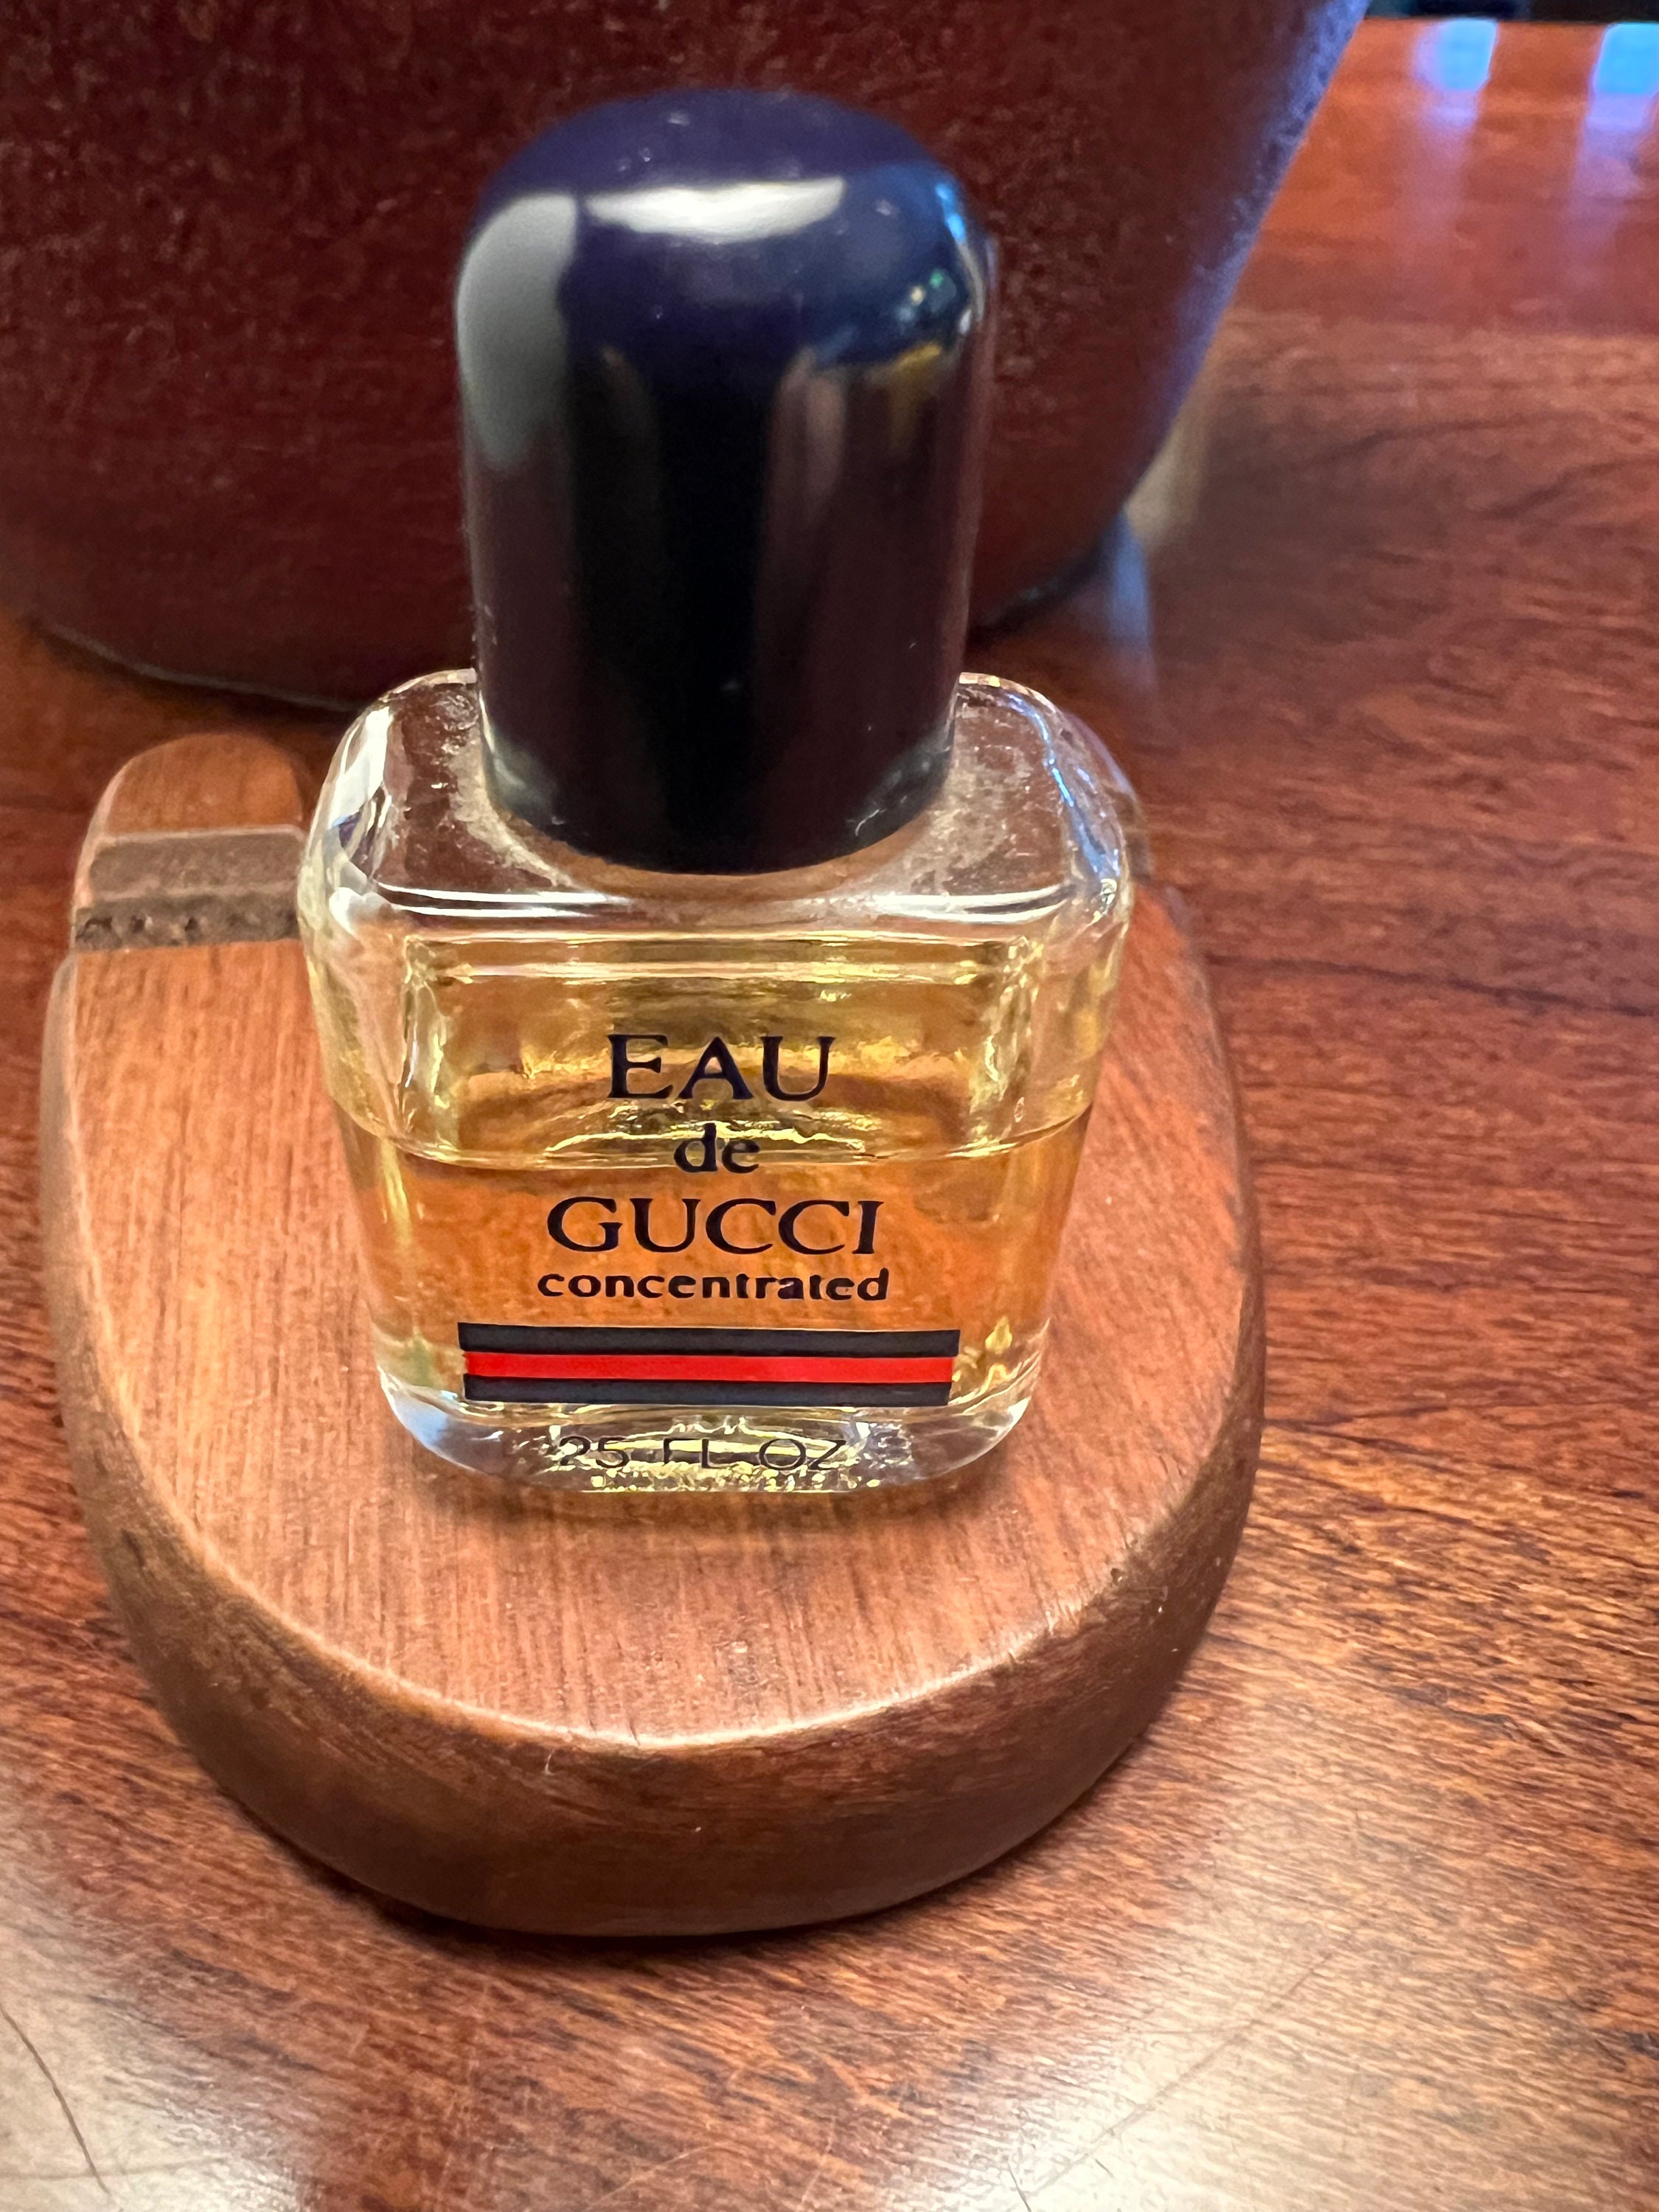 EAU
de
GUCCI
concentrated
25 FL OZ